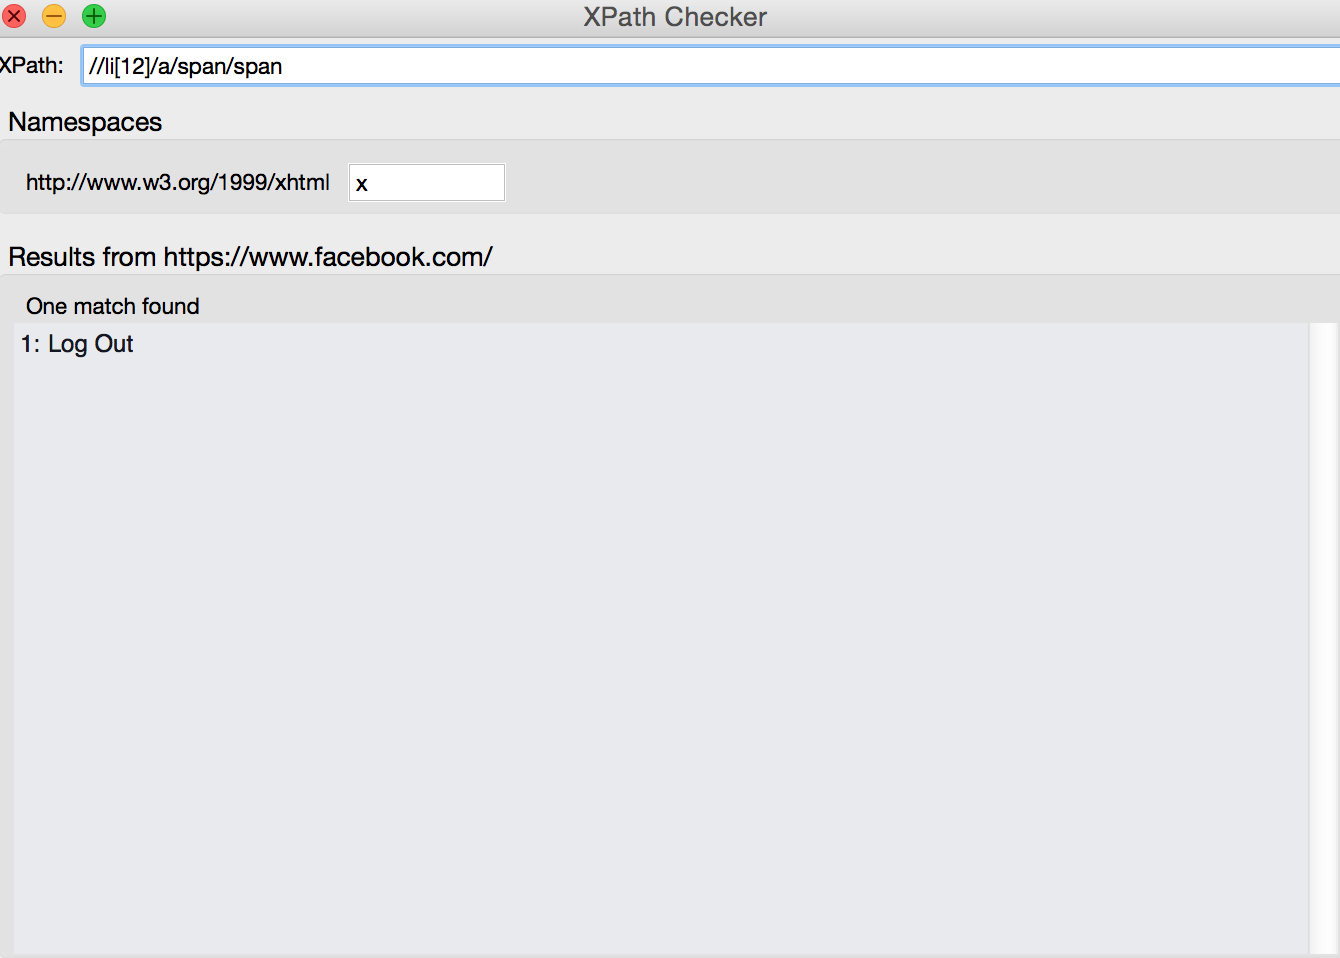 XPath Checker
XPath: //li[12]/a/span/span
Namespaces
http://www.w3.org/1999/xhtml x
Results from https://www.facebook.com/
One match found
1: Log Out